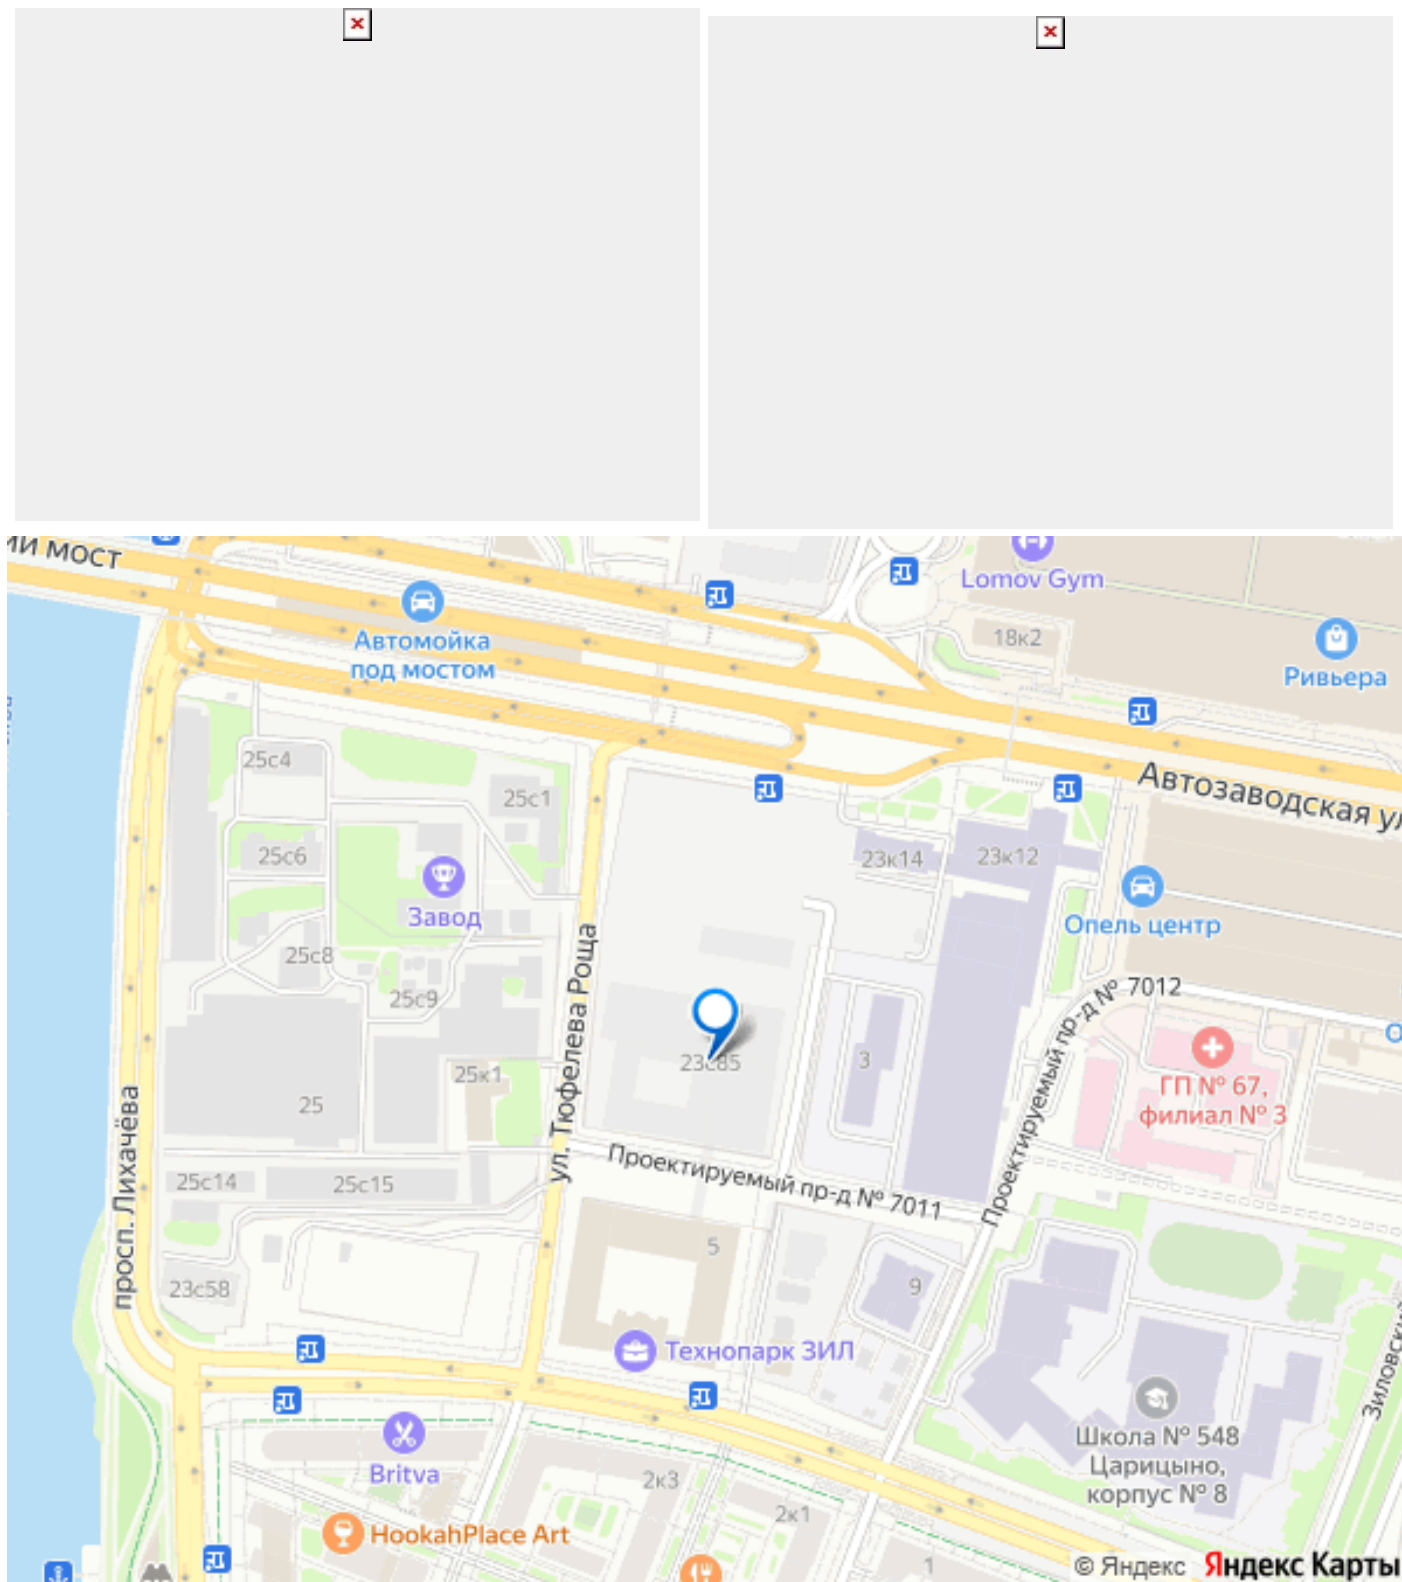 ий мост
Lomov Gym
18к2
Автомойка
под мостом
Ривьера
25с4
25с1
Автозаводская ул
25с6
23к14
23к12
Завод
Опель центр
25с8
25с9
ул. Тюфелева Роща
Проектируемый пр-д № 7012
23с85
3
25к1
25
ГП № 67,
филиал № 3
просп. Лихачёва
Проектируемый пр-д № 7011
25с14
25с15
5
23с58
9
Технопарк ЗИЛ
Зиловский
Britva
2к3
Школа № 548
Царицыно,
корпус № 8
2к1
HookahPlace Art
1
© Яндекс Яндекс Карты